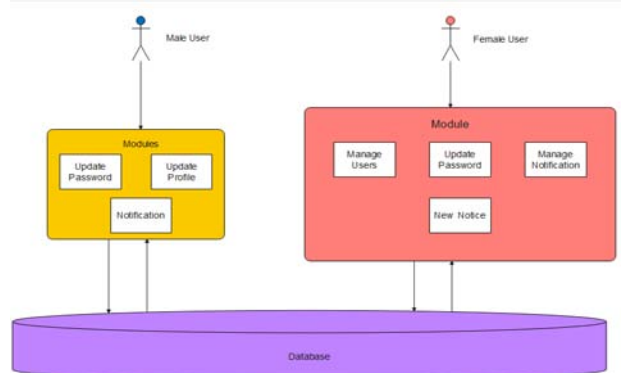 Male User
Female User
Modules
Update
Password
Update
Profile
Notification
Module
Manage
Users
Update
Password
Manage
Notification
New Notice
Database